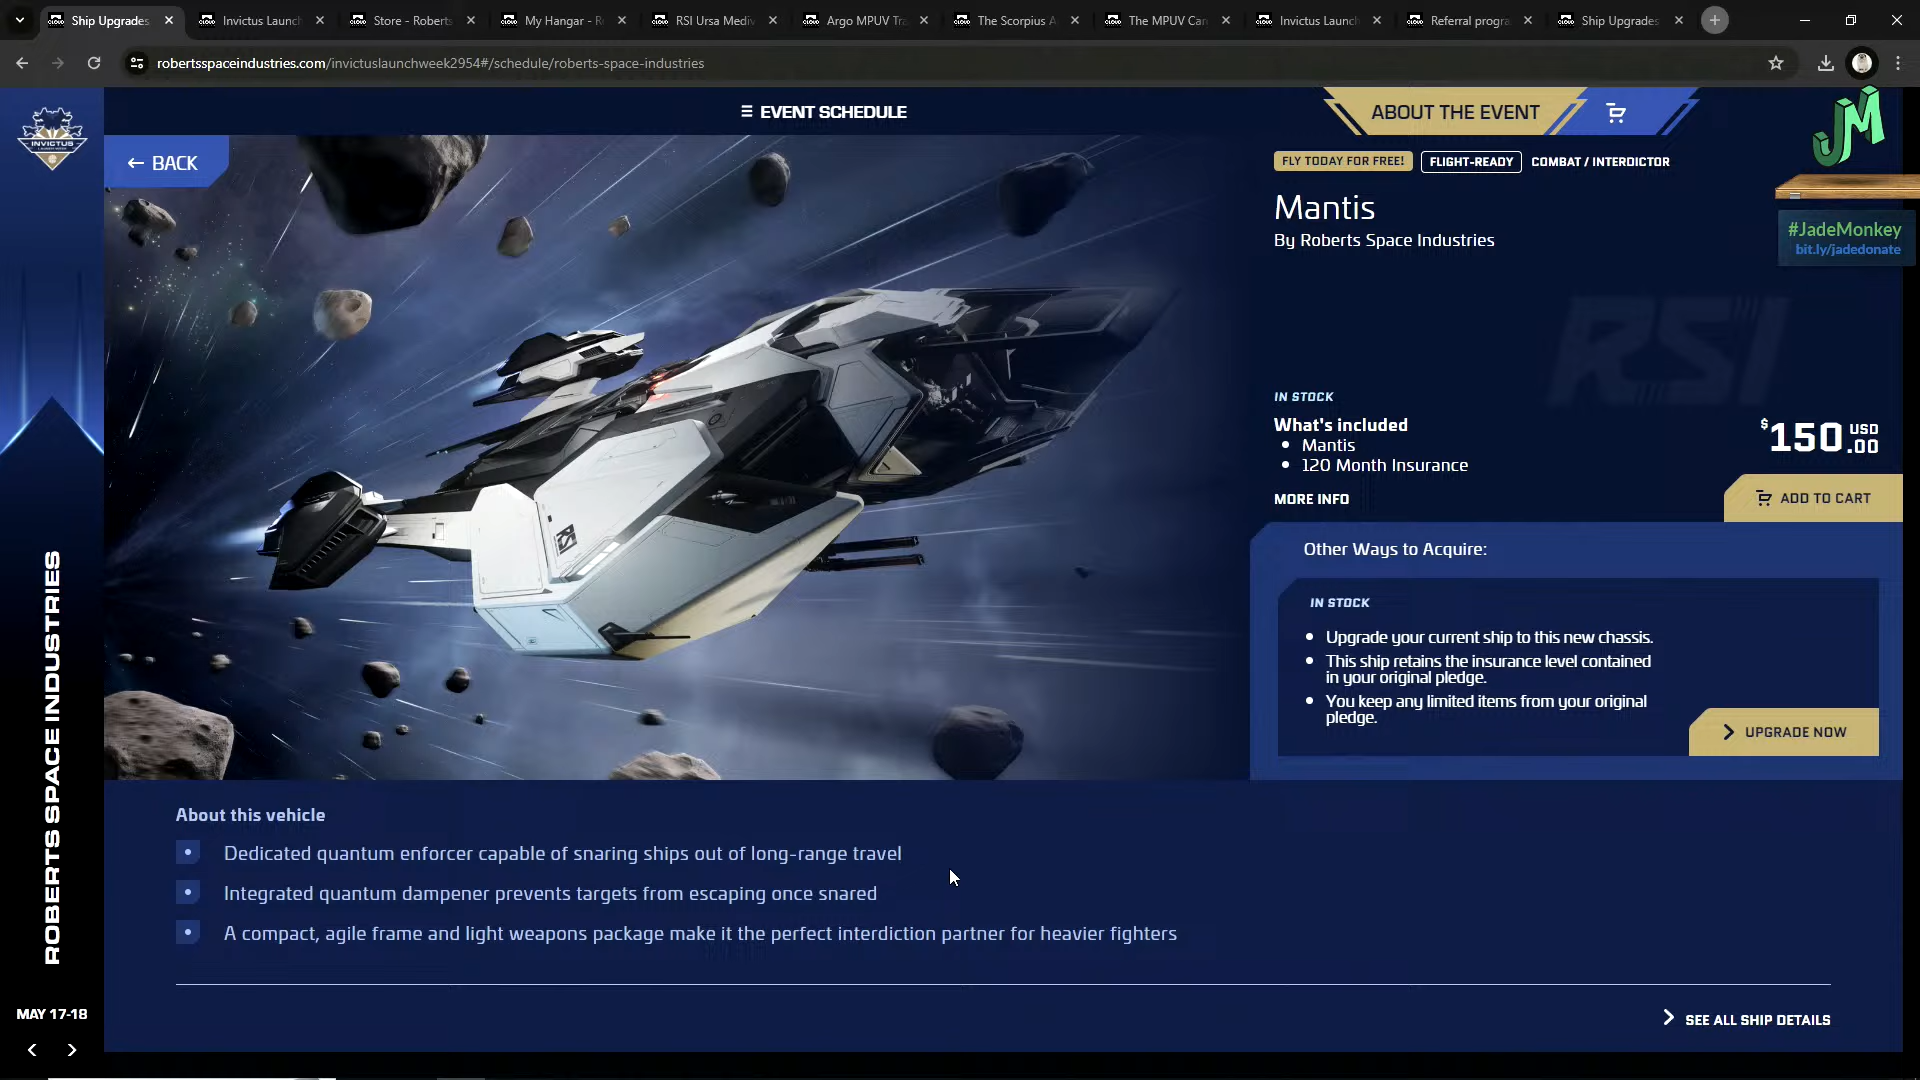 Ship Upgrades
Invictus Launch
Store - Roberts
My Hangar - R
RSI Ursa Mediv
Argo MPUV Tra
The Scorpius A
The MPUV Car
Invictus Launch
Referral progra
Ship Upgrades
robertsspaceindustries.com/invictuslaunchweek2954#/schedule/roberts-space-industries
INVICTUS
EVENT SCHEDULE
ABOUT THE EVENT
JM
← BACK
FLY TODAY FOR FREE!
FLIGHT-READY
COMBAT / INTERDICTOR
Mantis
By Roberts Space Industries
#JadeMonkey
bit.ly/jadedonate
RSI
IN STOCK
What's included
• Mantis
• 120 Month Insurance
$150.00 USD
MORE INFO
ADD TO CART
Other Ways to Acquire:
IN STOCK
• Upgrade your current ship to this new chassis.
• This ship retains the insurance level contained
in your original pledge.
• You keep any limited items from your original
pledge.
UPGRADE NOW
RSI
ROBERTS SPACE INDUSTRIES
About this vehicle
• Dedicated quantum enforcer capable of snaring ships out of long-range travel
• Integrated quantum dampener prevents targets from escaping once snared
• A compact, agile frame and light weapons package make it the perfect interdiction partner for heavier fighters
MAY 17-18
SEE ALL SHIP DETAILS